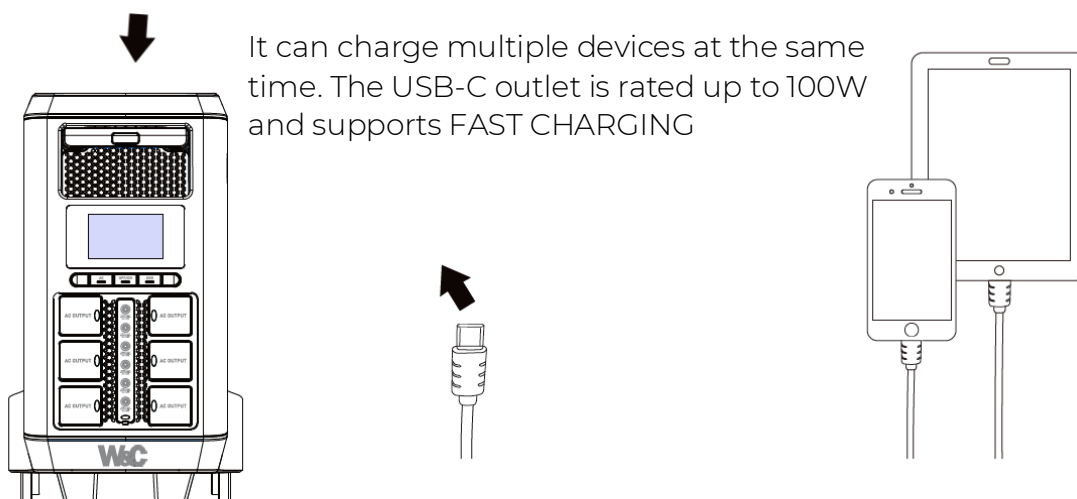 It can charge multiple devices at the same
time. The USB-C outlet is rated up to 100W
and supports FAST CHARGING
AC OUTPUT AC OUTPUT
AC OUTPUT AC OUTPUT
AC OUTPUT AC OUTPUT
W&C